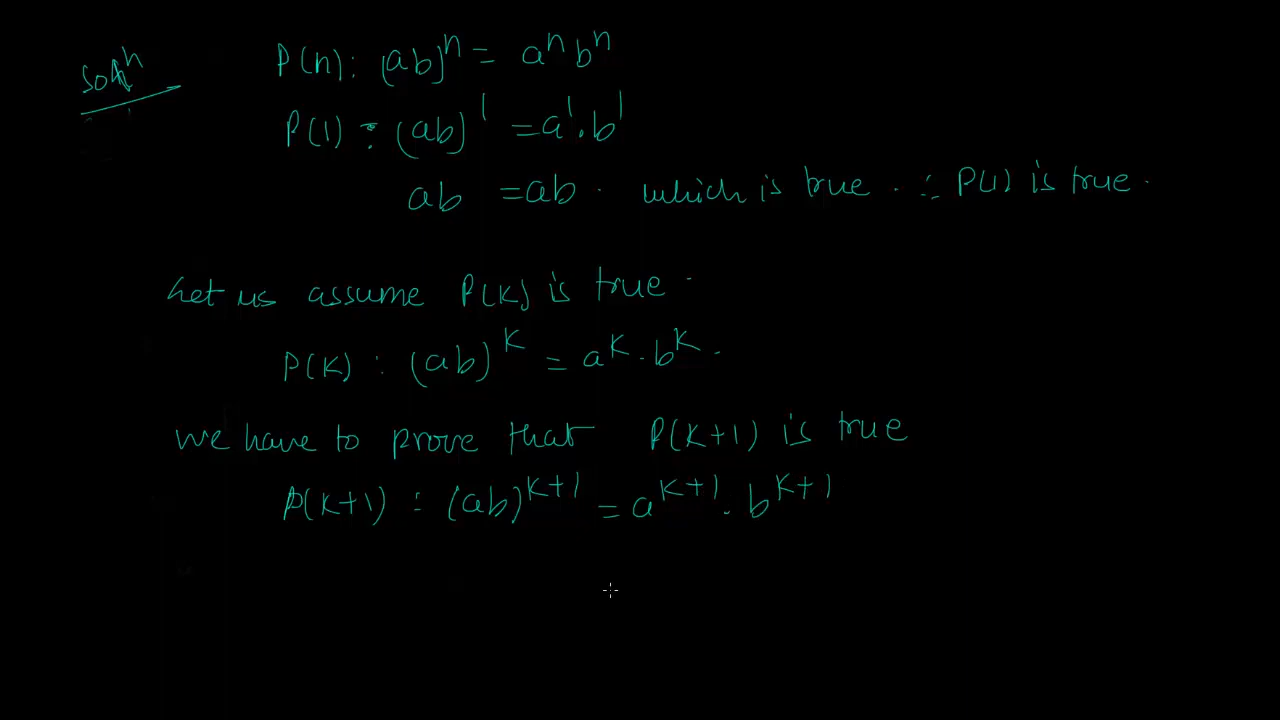 Solⁿ P(n): (ab)ⁿ = aⁿ bⁿ
P(1) : (ab)¹ = a¹ . b¹
ab = ab . which is true . ∴ P(1) is true .
Let us assume P(K) is true .
P(K) : (ab)ᴷ = aᴷ . bᴷ .
we have to prove that P(K+1) is true
P(K+1) : (ab)ᴷ⁺¹ = aᴷ⁺¹ . bᴷ⁺¹